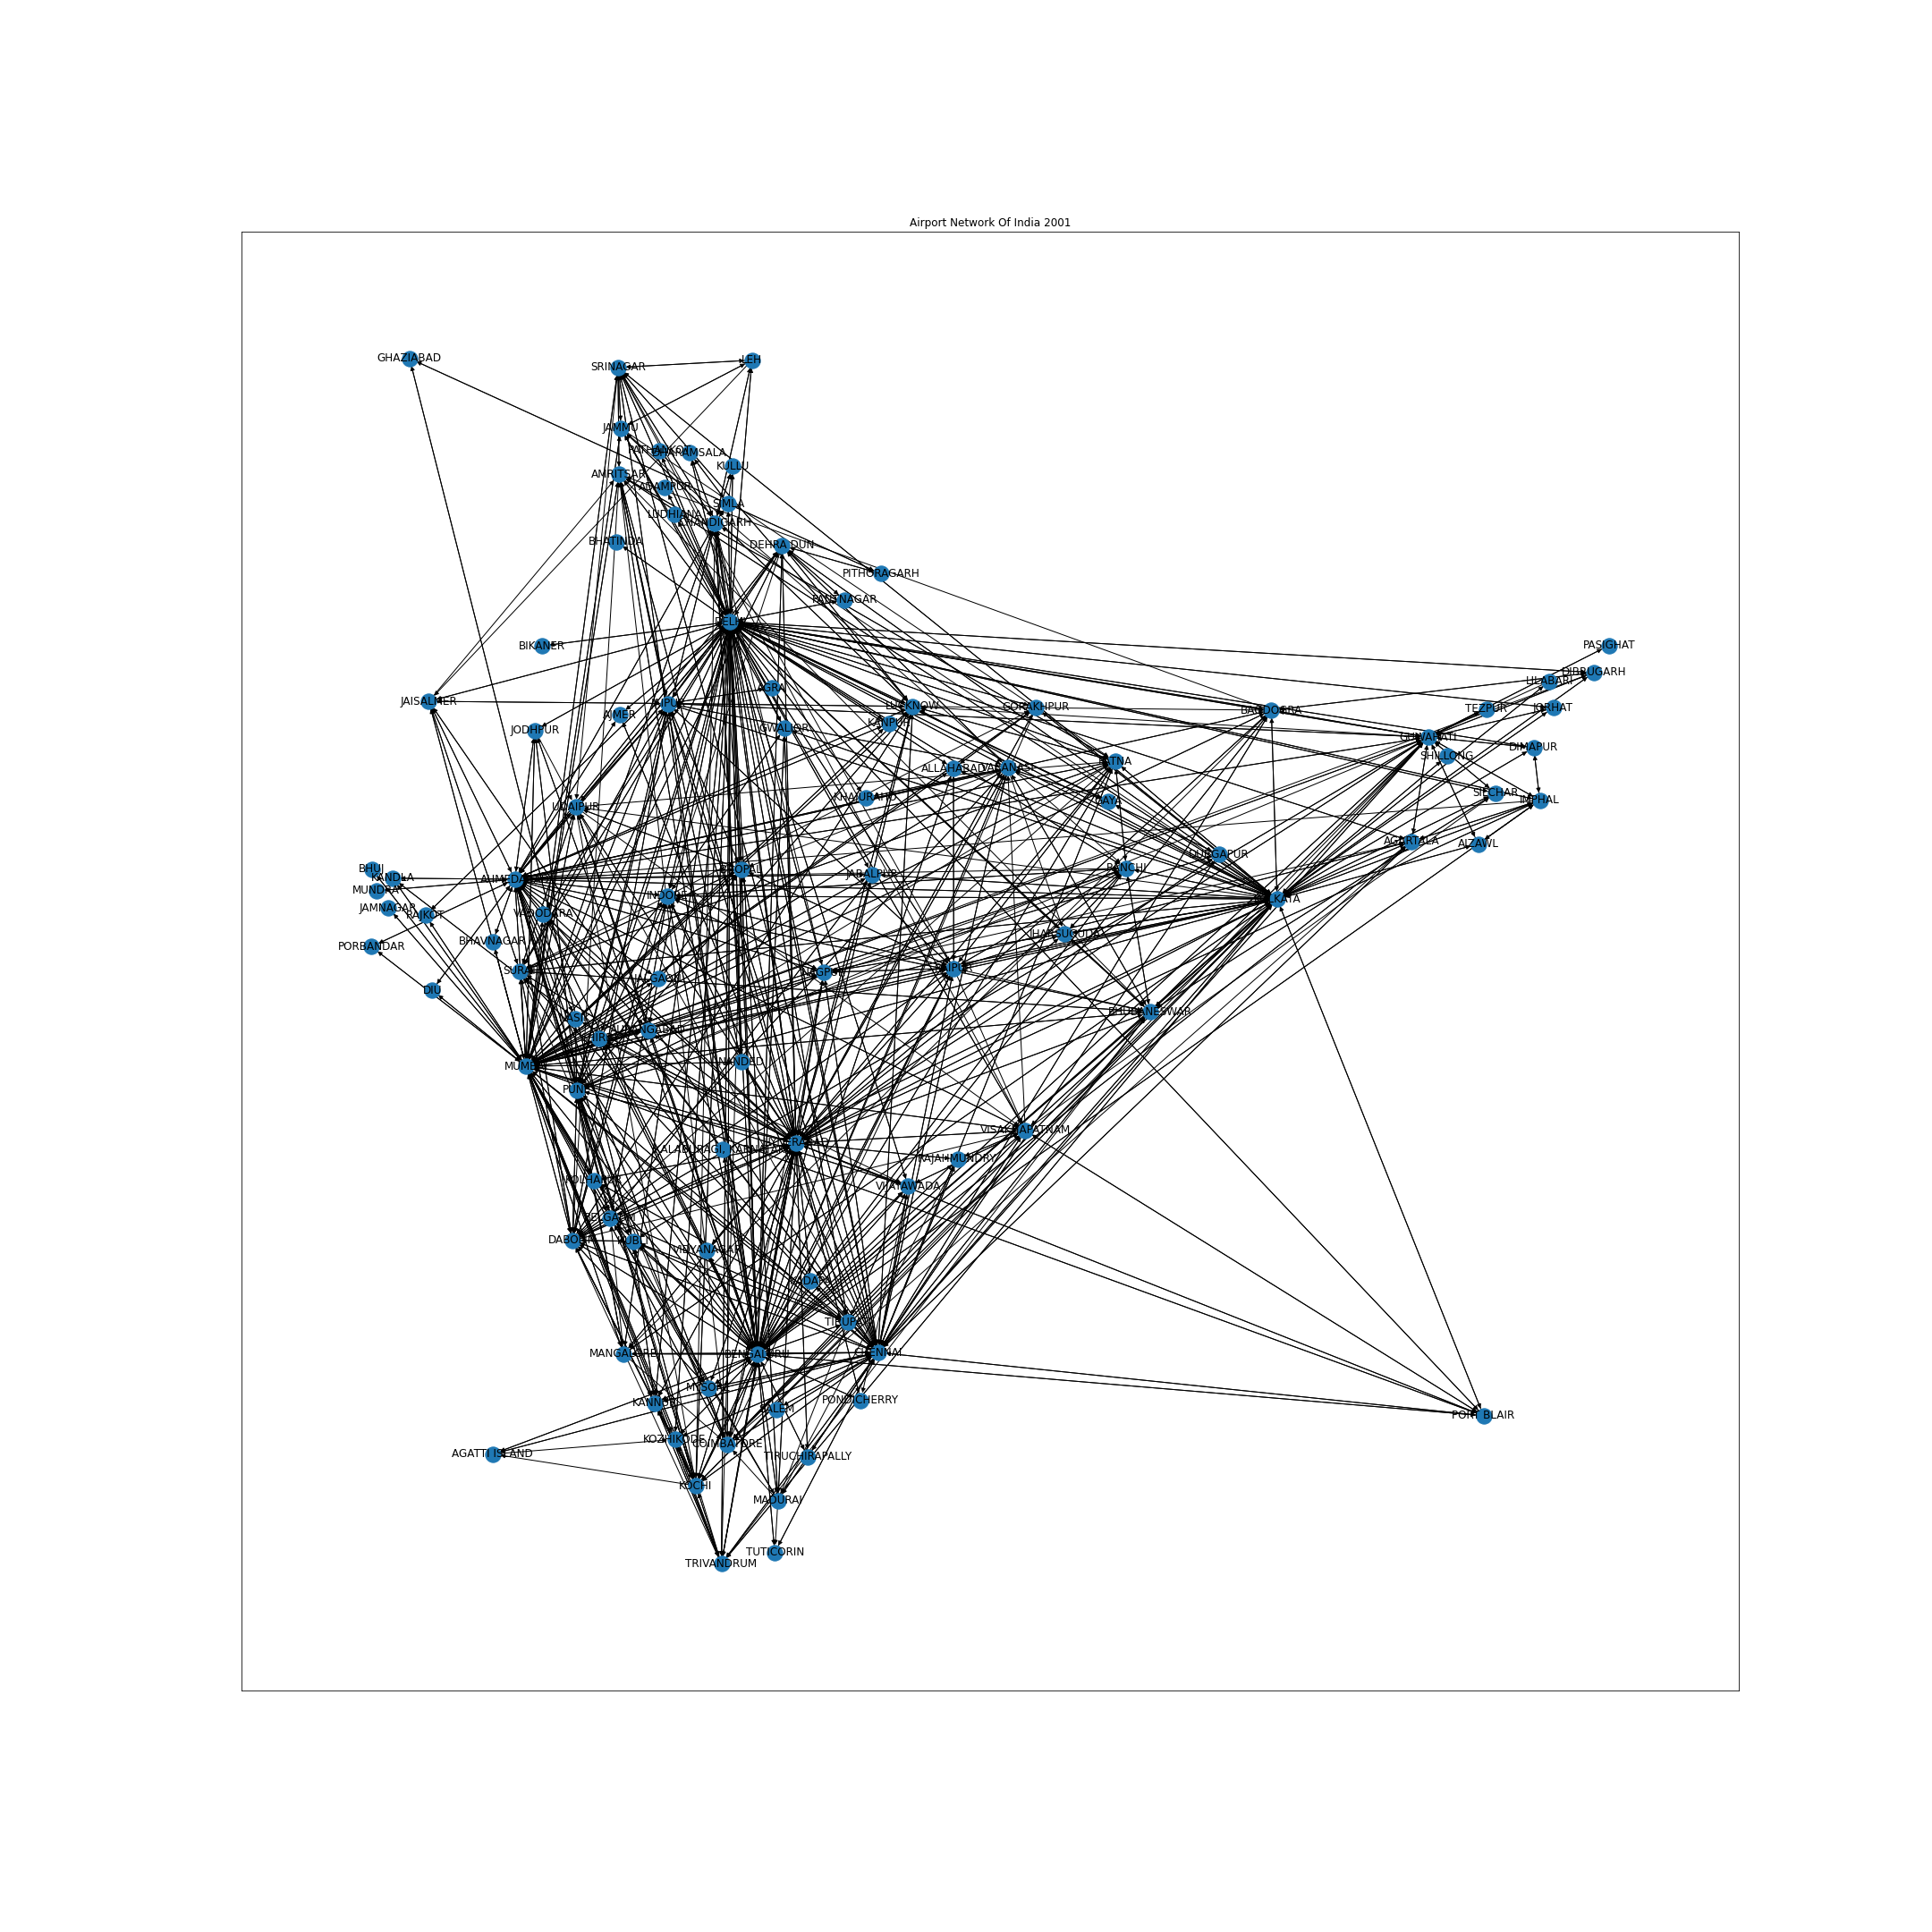 Airport Network Of India 2001
GHAZIABAD
SRINAGAR
LEH
JAMMU
DHARAMSALA
KULLU
AMRITSAR
ADAMPUR
SIMLA
LUDHIANA
CHANDIGARH
BHATINDA
DEHRA DUN
PITHORAGARH
PANTNAGAR
DELHI
BIKANER
PASIGHAT
DIBRUGARH
LILABARI
AGRA
JAISALMER
LUCKNOW
GORAKHPUR
BAGDOGRA
TEZPUR
JORHAT
AJMER
KANPUR
JODHPUR
GWALIOR
GUWAHATI
DIMAPUR
SHILLONG
ALLAHABAD
VARANASI
PATNA
KHAJURAHO
GAYA
SILCHAR
IMPHAL
UDAIPUR
AGARTALA
AIZAWL
DURGAPUR
BHUJ
KANDLA
AHMEDABAD
BHOPAL
JABALPUR
RANCHI
MUNDRA
INDORE
KOLKATA
JAMNAGAR
RAJKOT
VADODARA
PORBANDAR
BHAVNAGAR
JHARSUGUDA
SURAT
JALGAON
NAGPUR
RAIPUR
DIU
NASIK
BHUBANESWAR
SHIRDI
AURANGABAD
MUMBAI
NANDED
PUNE
VISAKHAPATNAM
HYDERABAD
KALABURAGI, KARNATAKA
RAJAHMUNDRY
KOLHAPUR
VIJAYAWADA
BELGAUM
DABOLIM
HUBLI
VIDYANAGAR
KADAPA
TIRUPATI
MANGALORE
BENGALURU
CHENNAI
MYSORE
KANNUR
PONDICHERRY
SALEM
PORT BLAIR
KOZHIKODE
COIMBATORE
AGATTI ISLAND
TIRUCHIRAPALLY
KOCHI
MADURAI
TUTICORIN
TRIVANDRUM